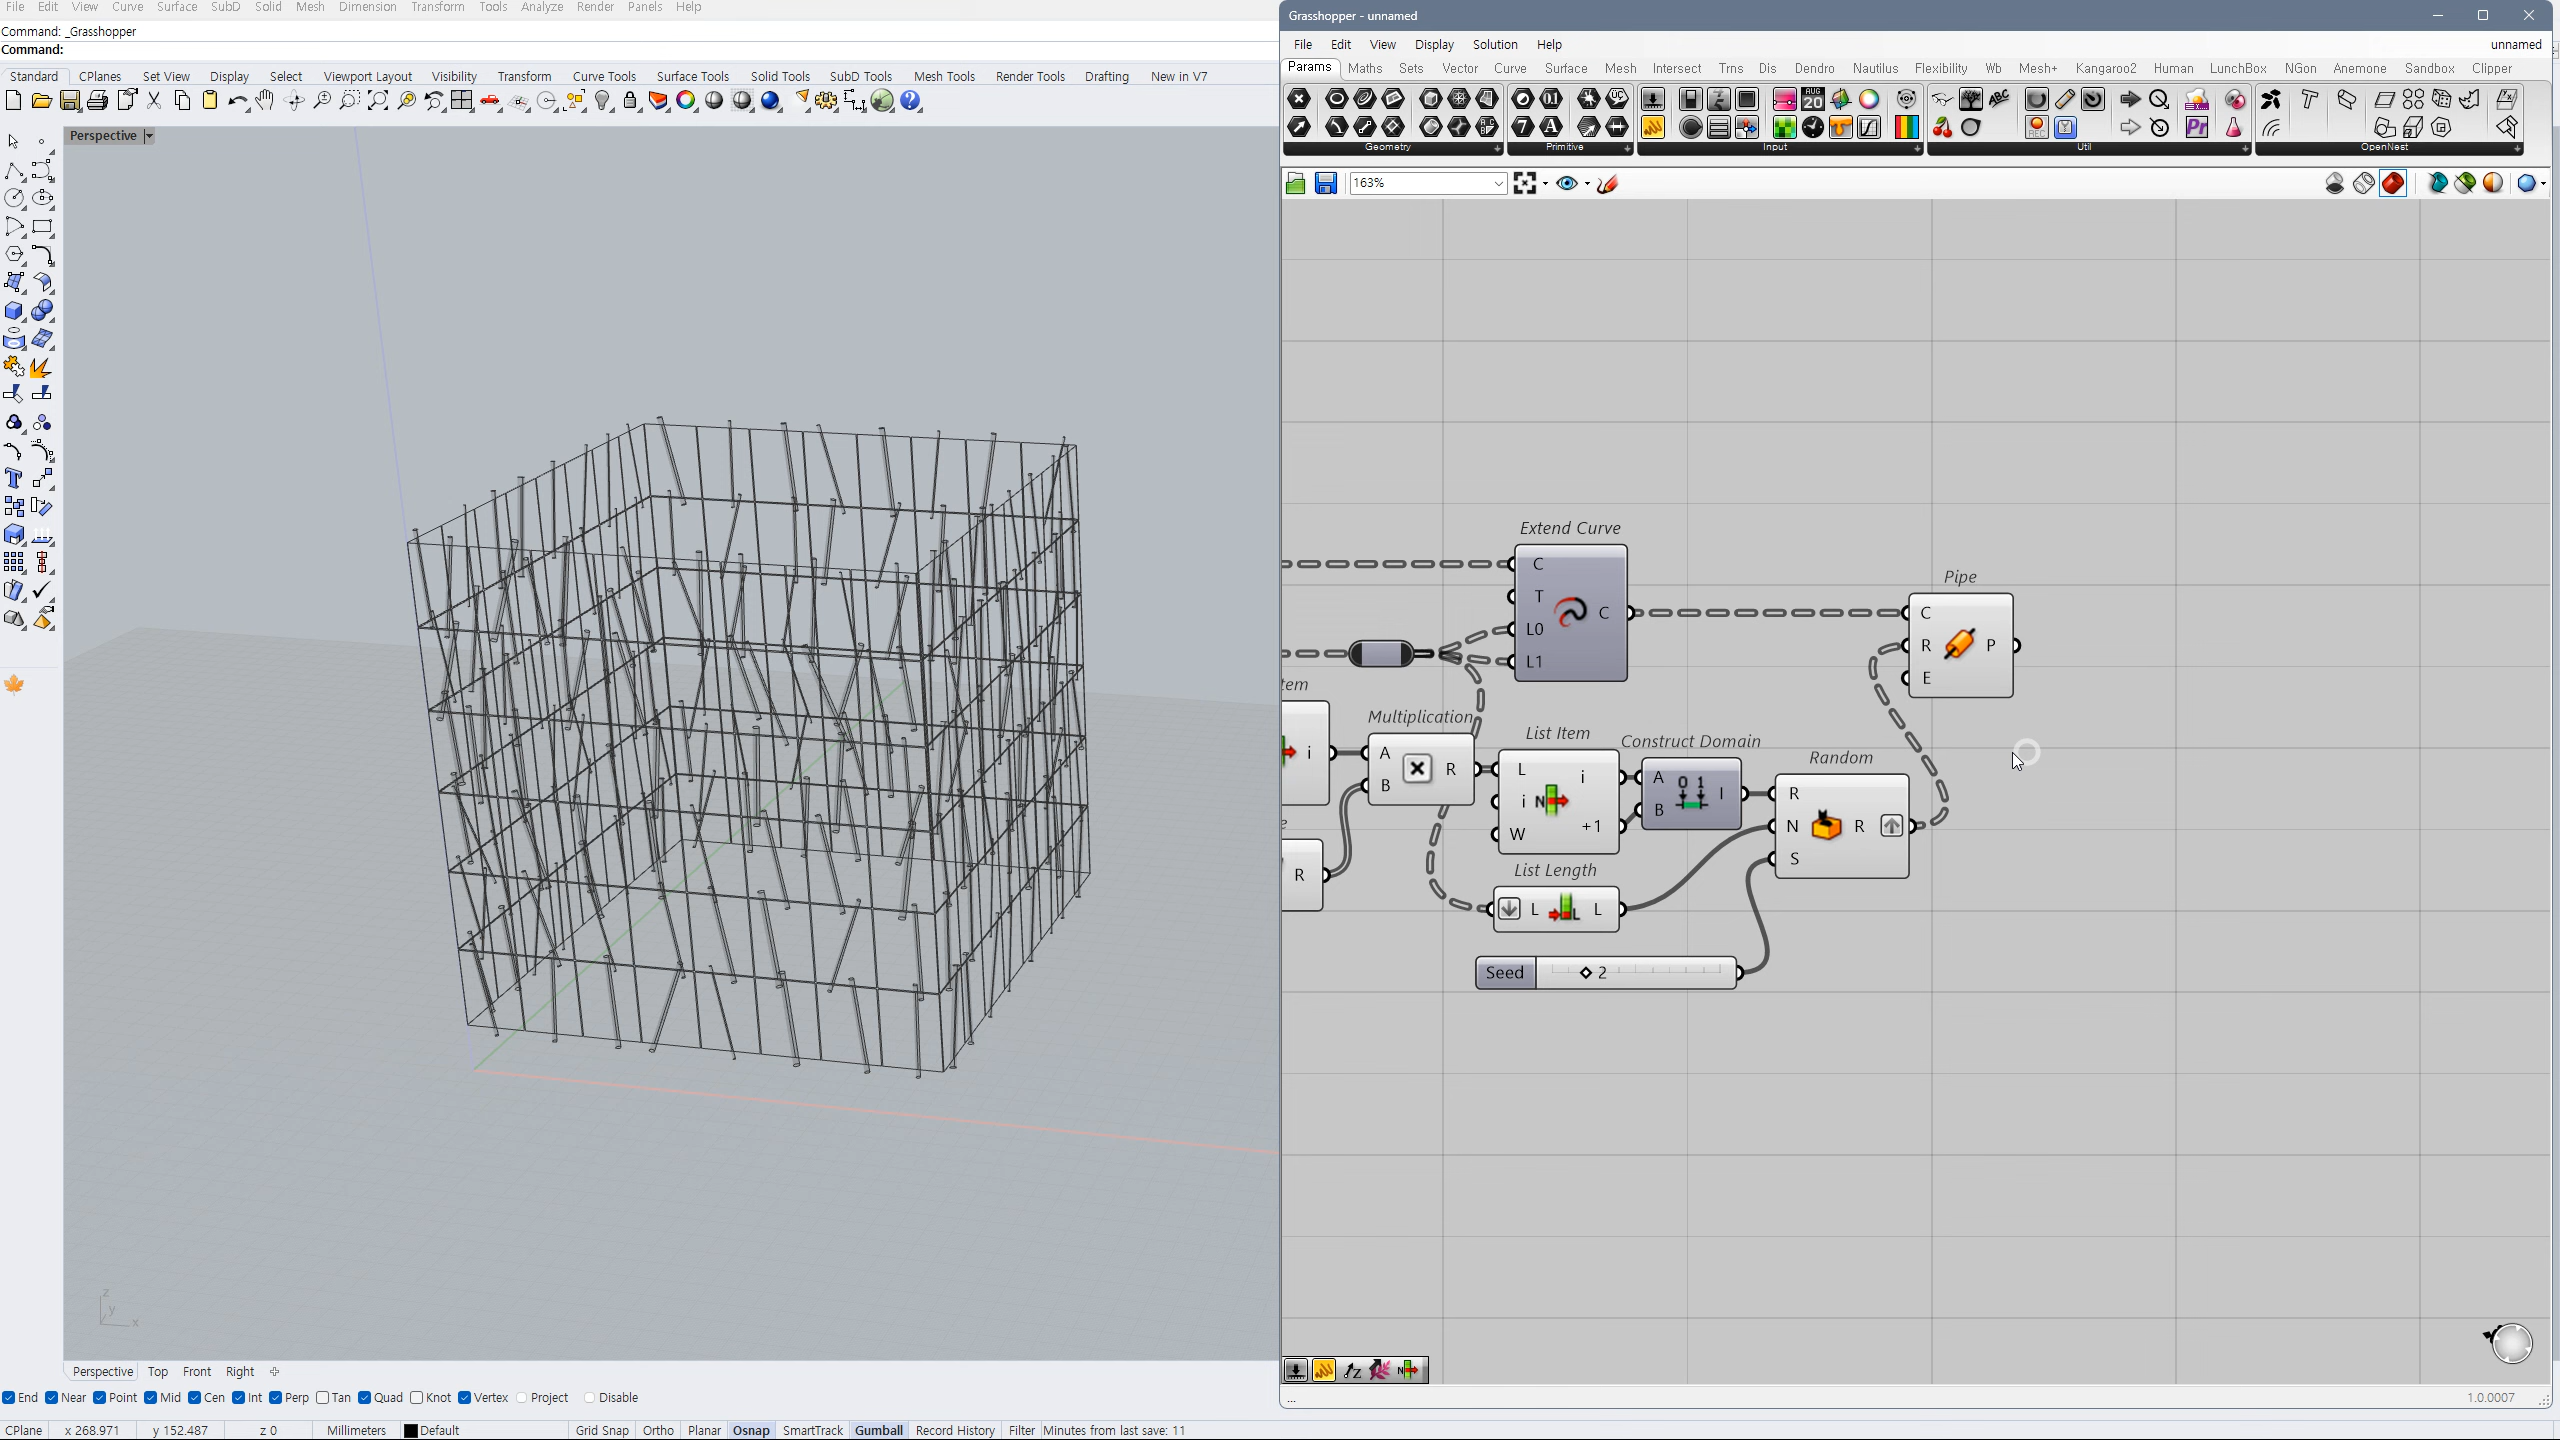 File Edit View Curve Surface SubD Solid Mesh Dimension Transform Tools Analyze Render Panels Help
Command: _Grasshopper
Command:
Standard CPlanes Set View Display Select Viewport Layout Visibility Transform Curve Tools Surface Tools Solid Tools SubD Tools Mesh Tools Render Tools Drafting New in V7
Perspective
z
y
x
Perspective Top Front Right
End Near Point Mid Cen Int Perp Tan Quad Knot Vertex Project Disable
CPlane x 268.971 y 152.487 z 0 Millimeters Default Grid Snap Ortho Planar Osnap SmartTrack Gumball Record History Filter Minutes from last save: 11
Grasshopper - unnamed
File Edit View Display Solution Help unnamed
Params Maths Sets Vector Curve Surface Mesh Intersect Trns Dis Dendro Nautilus Flexibility Wb Mesh+ Kangaroo2 Human LunchBox NGon Anemone Sandbox Clipper
Geometry Primitive Input Util OpenNest
163%
Extend Curve
C
T
L0
L1
C
Pipe
C
R
E
P
tem
i
Multiplication
A
B
R
List Item
L
i
W
i
+1
Construct Domain
A
B
I
Random
R
N
S
R
e
R
List Length
L L
Seed 2
...
1.0.0007